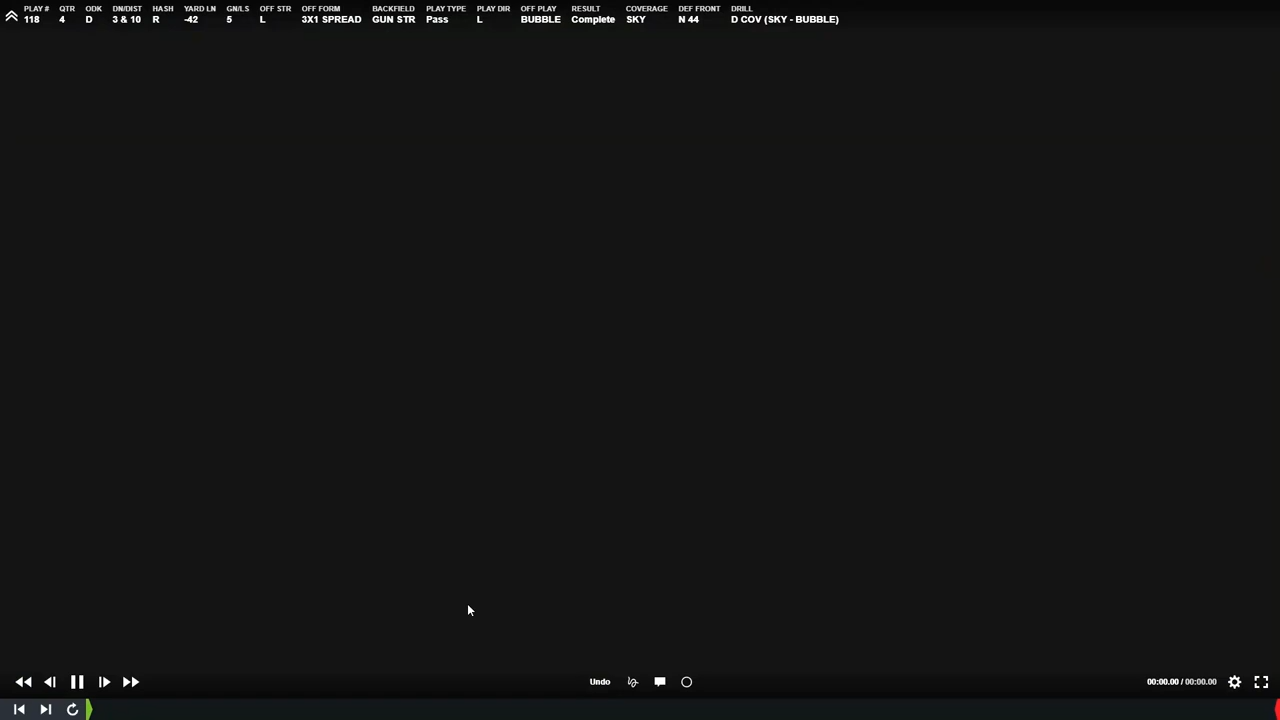 PLAY # QTR ODK DN/DIST HASH YARD LN GN/LS OFF STR OFF FORM BACKFIELD PLAY TYPE PLAY DIR OFF PLAY RESULT COVERAGE DEF FRONT DRILL
118 4 D 3 & 10 R -42 5 L 3X1 SPREAD GUN STR Pass L BUBBLE Complete SKY N 44 D COV (SKY - BUBBLE)
Undo 00:00.00 / 00:00.00